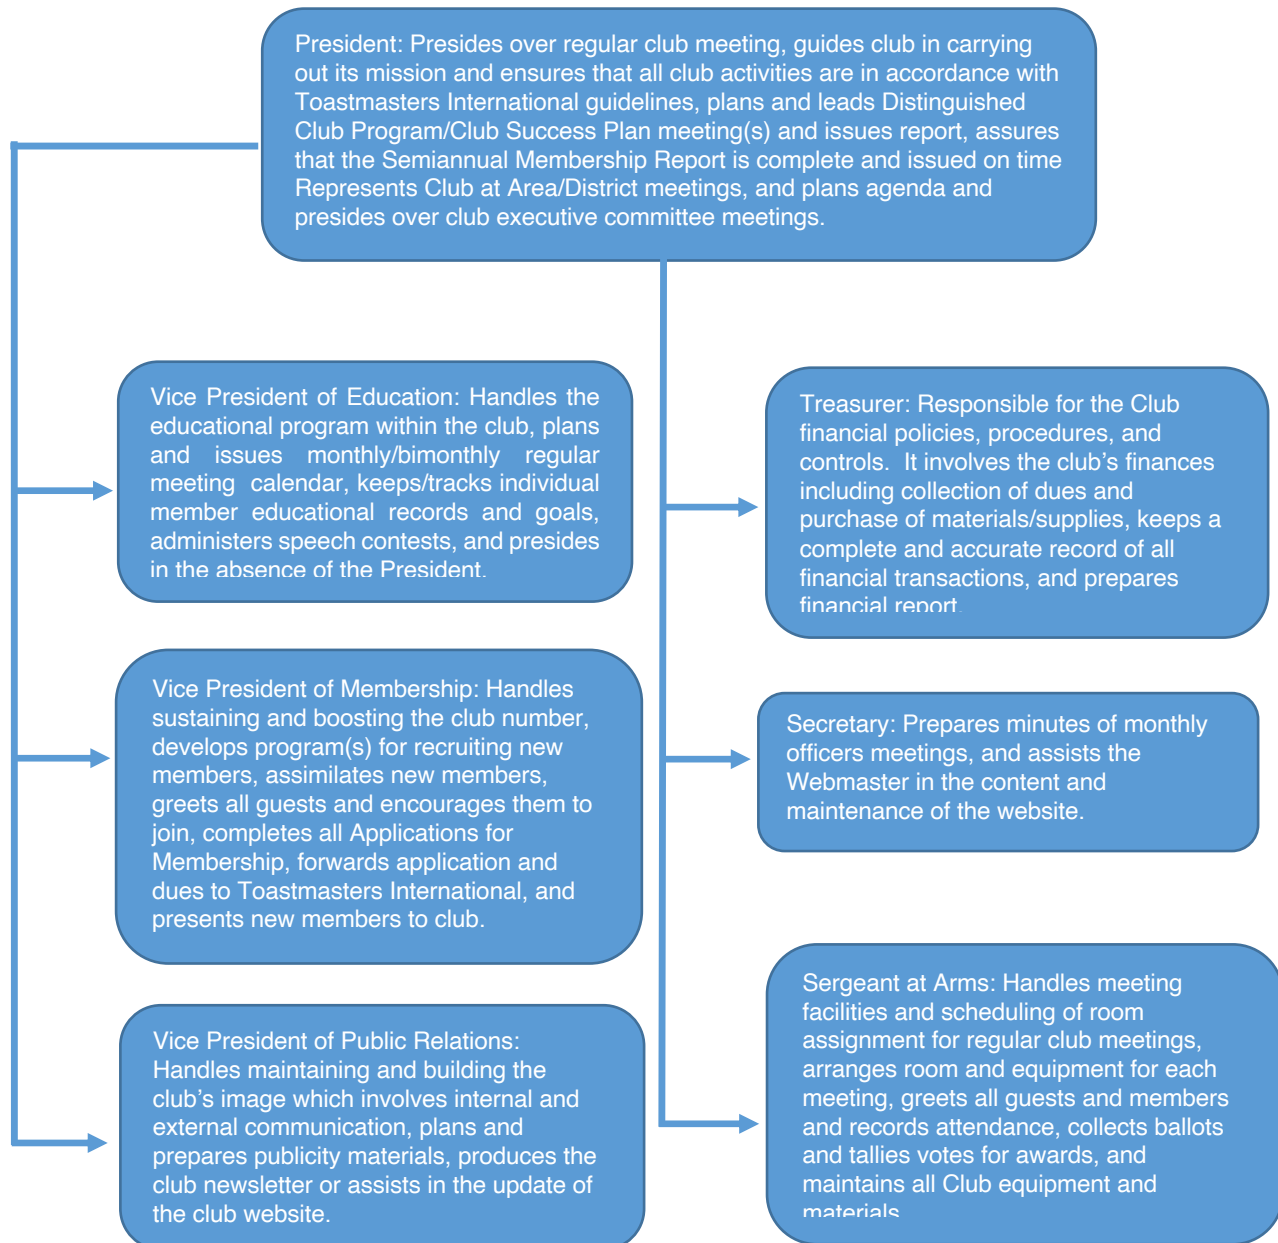 President: Presides over regular club meeting, guides club in carrying
out its mission and ensures that all club activities are in accordance with
Toastmasters International guidelines, plans and leads Distinguished
Club Program/Club Success Plan meeting(s) and issues report, assures
that the Semiannual Membership Report is complete and issued on time
Represents Club at Area/District meetings, and plans agenda and
presides over club executive committee meetings.
Vice President of Education: Handles the
educational program within the club, plans
and issues monthly/bimonthly regular
meeting calendar, keeps/tracks individual
member educational records and goals,
administers speech contests, and presides
in the absence of the President.
Vice President of Membership: Handles
sustaining and boosting the club number,
develops program(s) for recruiting new
members, assimilates new members,
greets all guests and encourages them to
join, completes all Applications for
Membership, forwards application and
dues to Toastmasters International, and
presents new members to club.
Vice President of Public Relations:
Handles maintaining and building the
club’s image which involves internal and
external communication, plans and
prepares publicity materials, produces the
club newsletter or assists in the update of
the club website.
Treasurer: Responsible for the Club
financial policies, procedures, and
controls. It involves the club’s finances
including collection of dues and
purchase of materials/supplies, keeps a
complete and accurate record of all
financial transactions, and prepares
financial report.
Secretary: Prepares minutes of monthly
officers meetings, and assists the
Webmaster in the content and
maintenance of the website.
Sergeant at Arms: Handles meeting
facilities and scheduling of room
assignment for regular club meetings,
arranges room and equipment for each
meeting, greets all guests and members
and records attendance, collects ballots
and tallies votes for awards, and
maintains all Club equipment and
materials